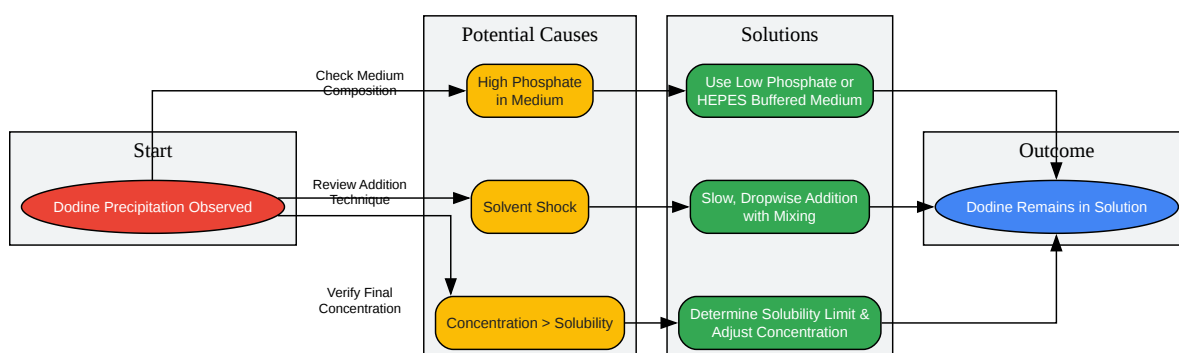 Potential Causes
Solutions
Check Medium
Composition
High Phosphate
in Medium
Use Low Phosphate or
HEPES Buffered Medium
Start
Outcome
Dodine Precipitation Observed
Review Addition
Technique
Solvent Shock
Slow, Dropwise Addition
with Mixing
Dodine Remains in Solution
Verify Final
Concentration
Concentration > Solubility
Determine Solubility Limit &
Adjust Concentration